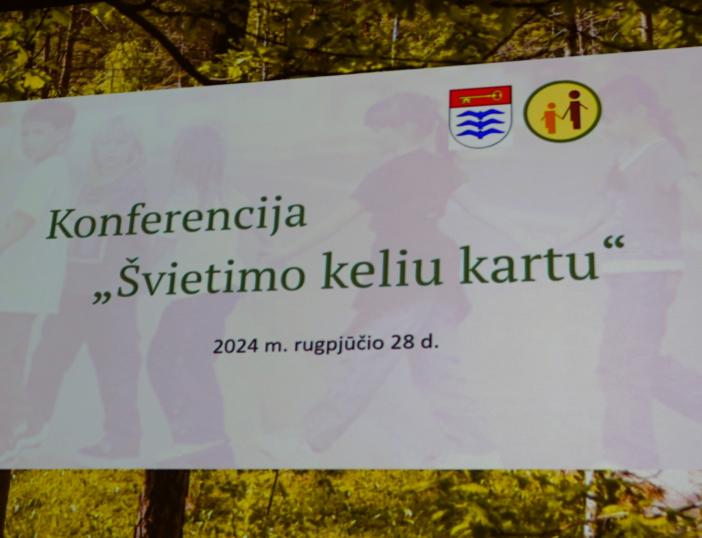 Konferencija
„Švietimo keliu kartu“
2024 m. rugpjūčio 28 d.